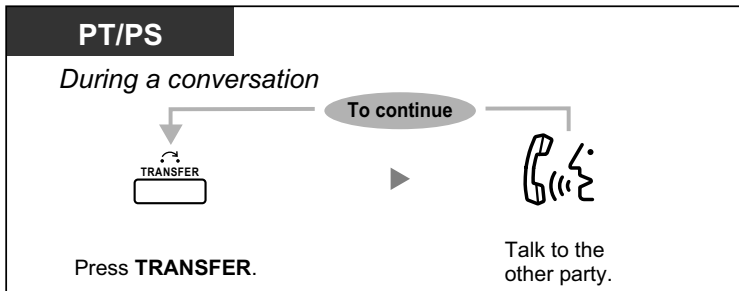 PT/PS
During a conversation
To continue
TRANSFER
Press TRANSFER.
Talk to the
other party.